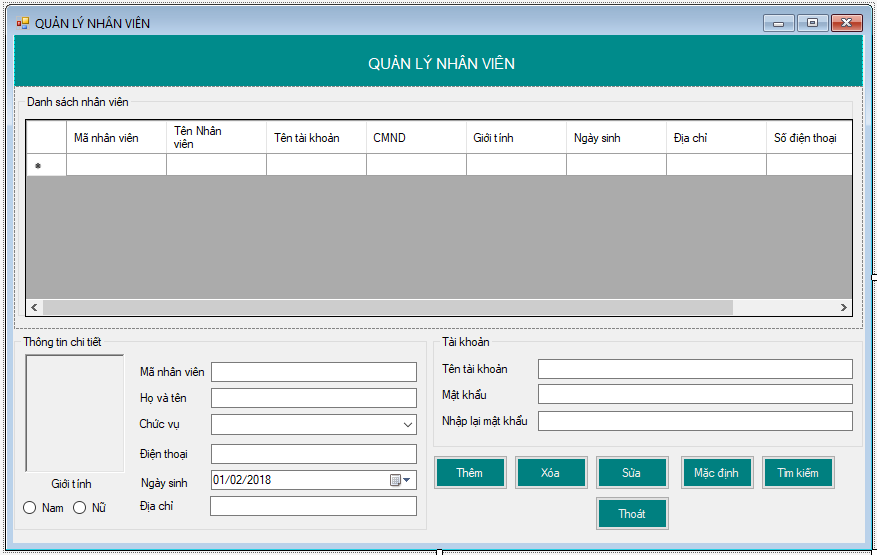 QUẢN LÝ NHÂN VIÊN
QUẢN LÝ NHÂN VIÊN
Danh sách nhân viên
Mã nhân viên
Tên Nhân
viên
Tên tài khoản
CMND
Giới tính
Ngày sinh
Địa chỉ
Số điện thoại
Thông tin chi tiết
Mã nhân viên
Họ và tên
Chức vụ
Điện thoại
Ngày sinh
01/02/2018
Địa chỉ
Giới tính
Nam
Nữ
Tài khoản
Tên tài khoản
Mật khẩu
Nhập lại mật khẩu
Thêm
Xóa
Sửa
Mặc định
Tìm kiếm
Thoát